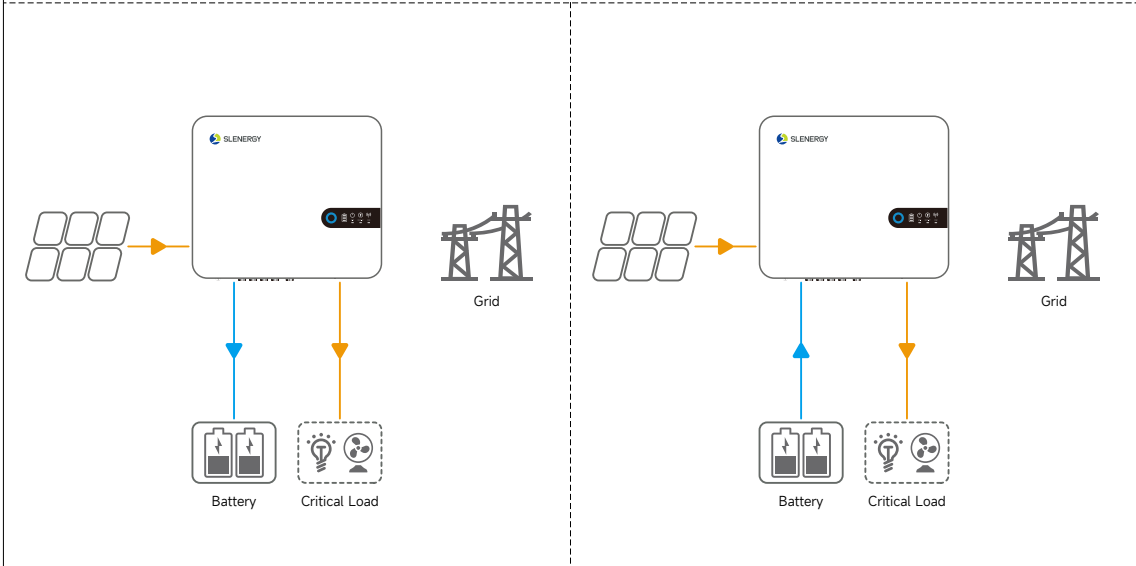 SLENERGY
Grid
Battery
Critical Load
SLENERGY
Grid
Battery
Critical Load